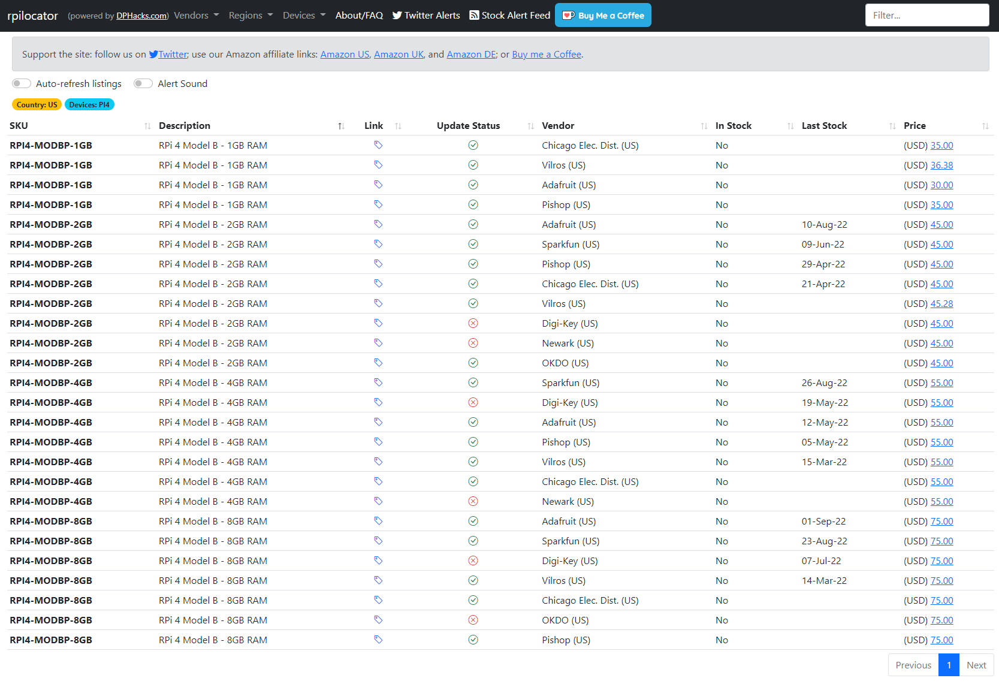 rpilocator (powered by DPHacks.com) Vendors Regions Devices About/FAQ Twitter Alerts Stock Alert Feed Buy Me a Coffee Filter...
Support the site: follow us on Twitter; use our Amazon affiliate links: Amazon US, Amazon UK, and Amazon DE; or Buy me a Coffee.
Auto-refresh listings Alert Sound
Country: US Devices: PI4
SKU Description Link Update Status Vendor In Stock Last Stock Price
RPI4-MODBP-1GB RPi 4 Model B - 1GB RAM Chicago Elec. Dist. (US) No (USD) 35.00
RPI4-MODBP-1GB RPi 4 Model B - 1GB RAM Vilros (US) No (USD) 36.38
RPI4-MODBP-1GB RPi 4 Model B - 1GB RAM Adafruit (US) No (USD) 30.00
RPI4-MODBP-1GB RPi 4 Model B - 1GB RAM Pishop (US) No (USD) 35.00
RPI4-MODBP-2GB RPi 4 Model B - 2GB RAM Adafruit (US) No 10-Aug-22 (USD) 45.00
RPI4-MODBP-2GB RPi 4 Model B - 2GB RAM Sparkfun (US) No 09-Jun-22 (USD) 45.00
RPI4-MODBP-2GB RPi 4 Model B - 2GB RAM Pishop (US) No 29-Apr-22 (USD) 45.00
RPI4-MODBP-2GB RPi 4 Model B - 2GB RAM Chicago Elec. Dist. (US) No 21-Apr-22 (USD) 45.00
RPI4-MODBP-2GB RPi 4 Model B - 2GB RAM Vilros (US) No (USD) 45.28
RPI4-MODBP-2GB RPi 4 Model B - 2GB RAM Digi-Key (US) No (USD) 45.00
RPI4-MODBP-2GB RPi 4 Model B - 2GB RAM Newark (US) No (USD) 45.00
RPI4-MODBP-2GB RPi 4 Model B - 2GB RAM OKDO (US) No (USD) 45.00
RPI4-MODBP-4GB RPi 4 Model B - 4GB RAM Sparkfun (US) No 26-Aug-22 (USD) 55.00
RPI4-MODBP-4GB RPi 4 Model B - 4GB RAM Digi-Key (US) No 19-May-22 (USD) 55.00
RPI4-MODBP-4GB RPi 4 Model B - 4GB RAM Adafruit (US) No 12-May-22 (USD) 55.00
RPI4-MODBP-4GB RPi 4 Model B - 4GB RAM Pishop (US) No 05-May-22 (USD) 55.00
RPI4-MODBP-4GB RPi 4 Model B - 4GB RAM Vilros (US) No 15-Mar-22 (USD) 55.00
RPI4-MODBP-4GB RPi 4 Model B - 4GB RAM Chicago Elec. Dist. (US) No (USD) 55.00
RPI4-MODBP-4GB RPi 4 Model B - 4GB RAM Newark (US) No (USD) 55.00
RPI4-MODBP-8GB RPi 4 Model B - 8GB RAM Adafruit (US) No 01-Sep-22 (USD) 75.00
RPI4-MODBP-8GB RPi 4 Model B - 8GB RAM Sparkfun (US) No 23-Aug-22 (USD) 75.00
RPI4-MODBP-8GB RPi 4 Model B - 8GB RAM Digi-Key (US) No 07-Jul-22 (USD) 75.00
RPI4-MODBP-8GB RPi 4 Model B - 8GB RAM Vilros (US) No 14-Mar-22 (USD) 75.00
RPI4-MODBP-8GB RPi 4 Model B - 8GB RAM Chicago Elec. Dist. (US) No (USD) 75.00
RPI4-MODBP-8GB RPi 4 Model B - 8GB RAM OKDO (US) No (USD) 75.00
RPI4-MODBP-8GB RPi 4 Model B - 8GB RAM Pishop (US) No (USD) 75.00
Previous 1 Next